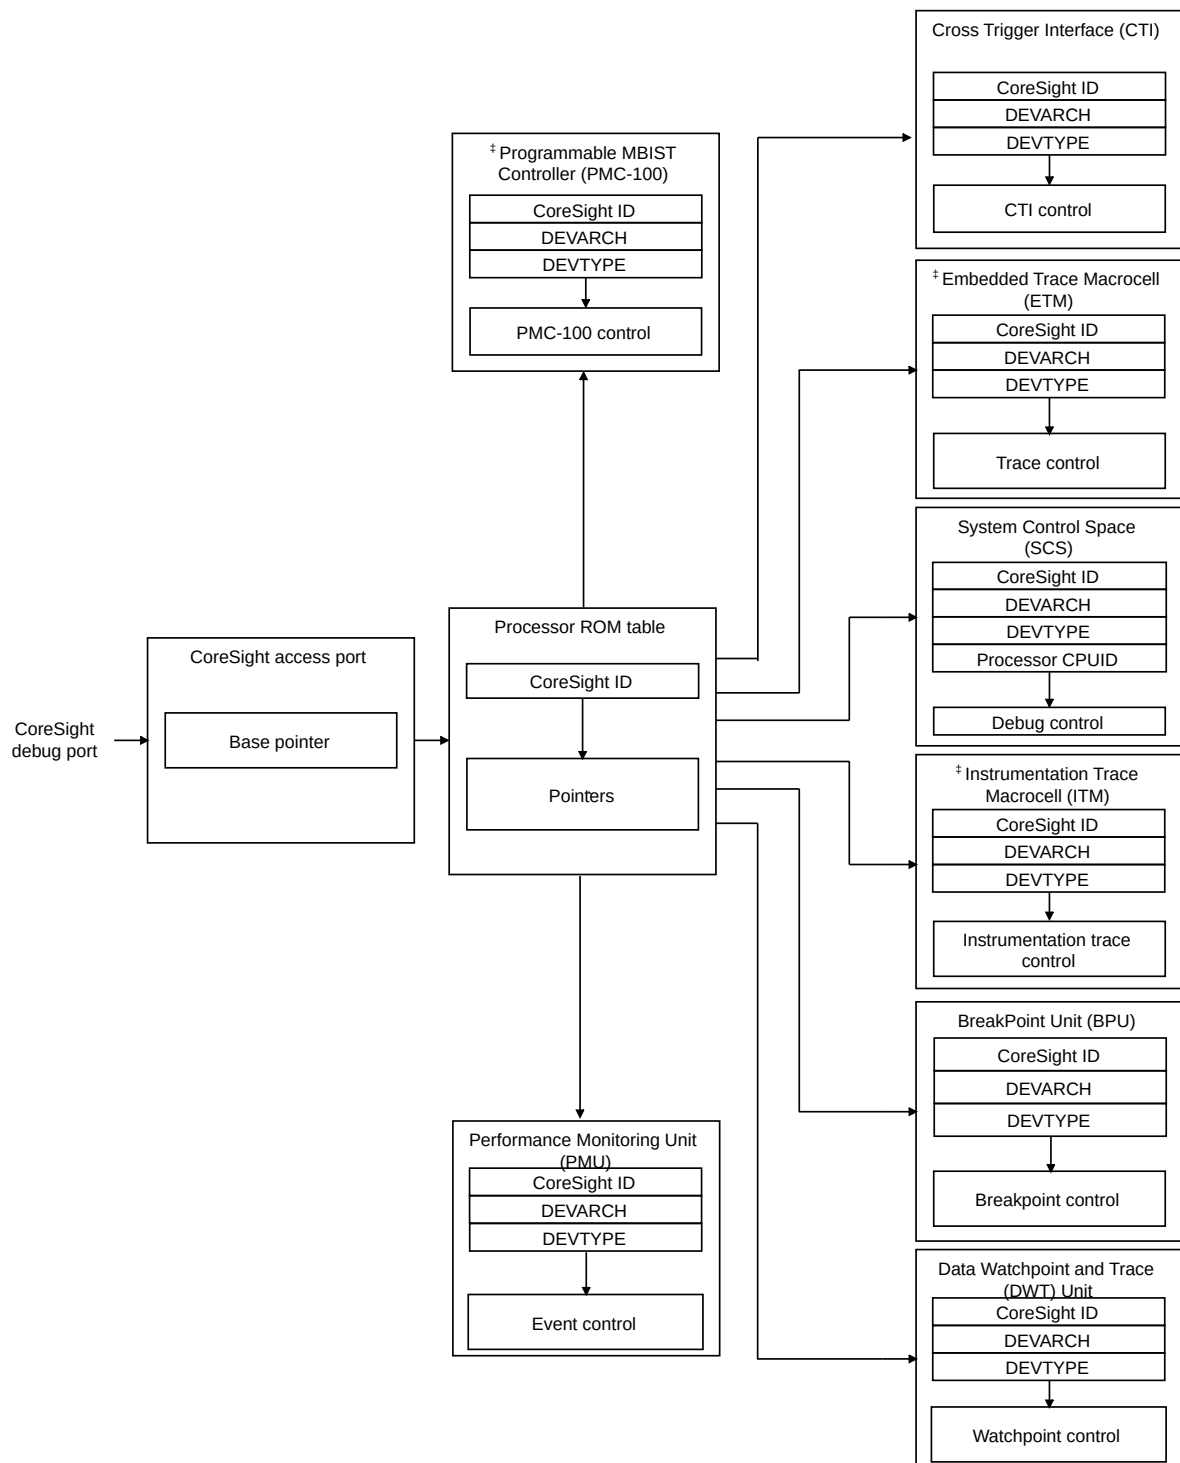 Cross Trigger Interface (CTI)
CoreSight ID
DEVARCH
DEVTYPE
CTI control
‡ Programmable MBIST
Controller (PMC-100)
CoreSight ID
DEVARCH
DEVTYPE
PMC-100 control
‡ Embedded Trace Macrocell
(ETM)
CoreSight ID
DEVARCH
DEVTYPE
Trace control
System Control Space
(SCS)
CoreSight ID
DEVARCH
DEVTYPE
Processor CPUID
Debug control
CoreSight
debug port
CoreSight access port
Base pointer
Processor ROM table
CoreSight ID
Pointers
‡ Instrumentation Trace
Macrocell (ITM)
CoreSight ID
DEVARCH
DEVTYPE
Instrumentation trace
control
BreakPoint Unit (BPU)
CoreSight ID
DEVARCH
DEVTYPE
Breakpoint control
Performance Monitoring Unit
(PMU)
CoreSight ID
DEVARCH
DEVTYPE
Event control
Data Watchpoint and Trace
(DWT) Unit
CoreSight ID
DEVARCH
DEVTYPE
Watchpoint control